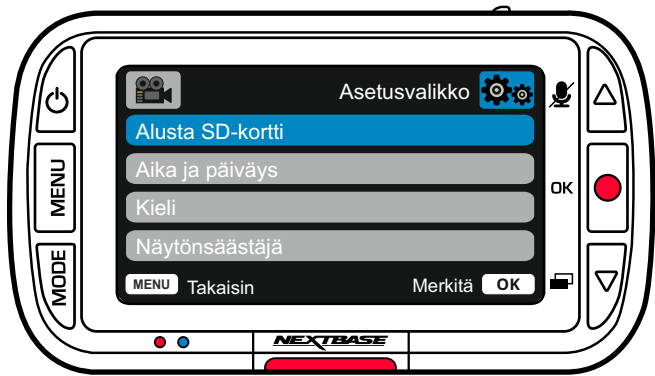 Asetusvalikko
Alusta SD-kortti
Aika ja päiväys
Kieli
Näytönsäästäjä
MENU Takaisin Merkitä OK
MENU
MODE
OK
NEXTBASE